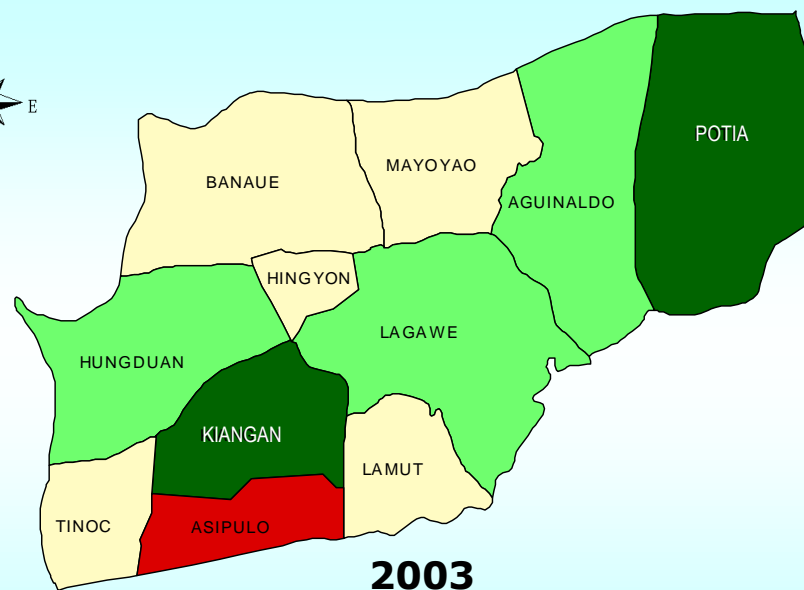 E
POTIA
MAYOYAO
BANAUE
AGUINALDO
HINGYON
LAGAWE
HUNGDUAN
KIANGAN
LAMUT
TINOC
ASIPULO
2003